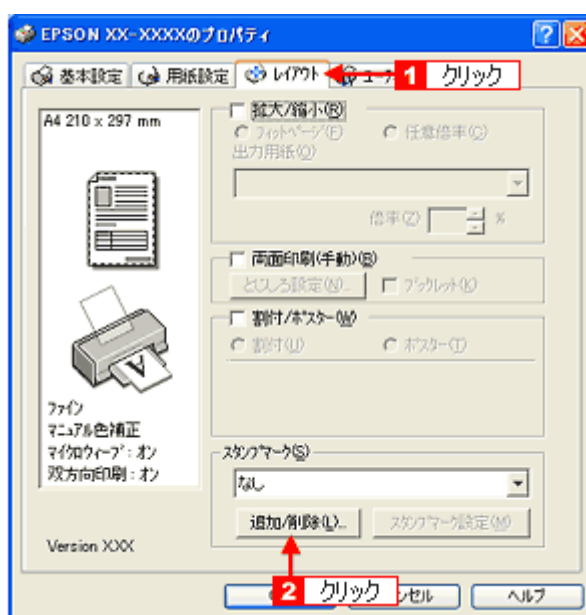 EPSON XX-XXXXのプロパティ
基本設定
用紙設定
レイアウト
1 クリック
A4 210 x 297 mm
拡大/縮小(R)
フィットページ(F)
任意倍率(C)
出力用紙(O)
倍率(Z)
%
両面印刷(手動)(B)
とじしろ設定(N)...
ブックレット(K)
割付/ポスター(W)
割付(U)
ポスター(T)
ファイン
マニュアル色補正
マイクロウィーブ：オン
双方向印刷：オン
スタンプマーク(S)
なし
追加/削除(L)...
スタンプマーク設定(M)
Version XXX
2 クリック
ヘルプ